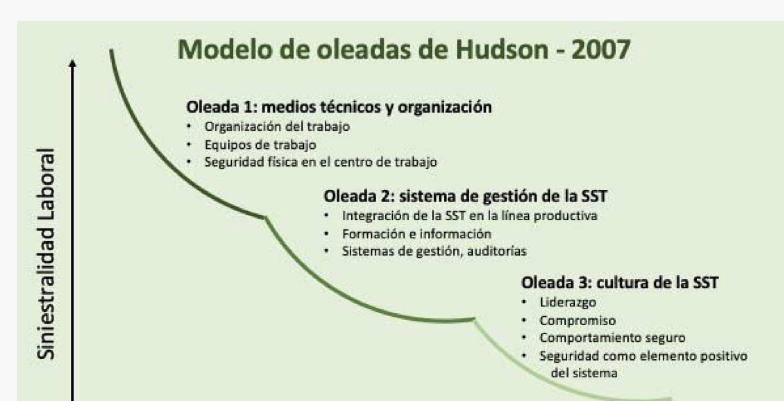 Modelo de oleadas de Hudson - 2007
Siniestralidad Laboral
Oleada 1: medios técnicos y organización
• Organización del trabajo
• Equipos de trabajo
• Seguridad física en el centro de trabajo
Oleada 2: sistema de gestión de la SST
• Integración de la SST en la línea productiva
• Formación e información
• Sistemas de gestión, auditorías
Oleada 3: cultura de la SST
• Liderazgo
• Compromiso
• Comportamiento seguro
• Seguridad como elemento positivo
del sistema